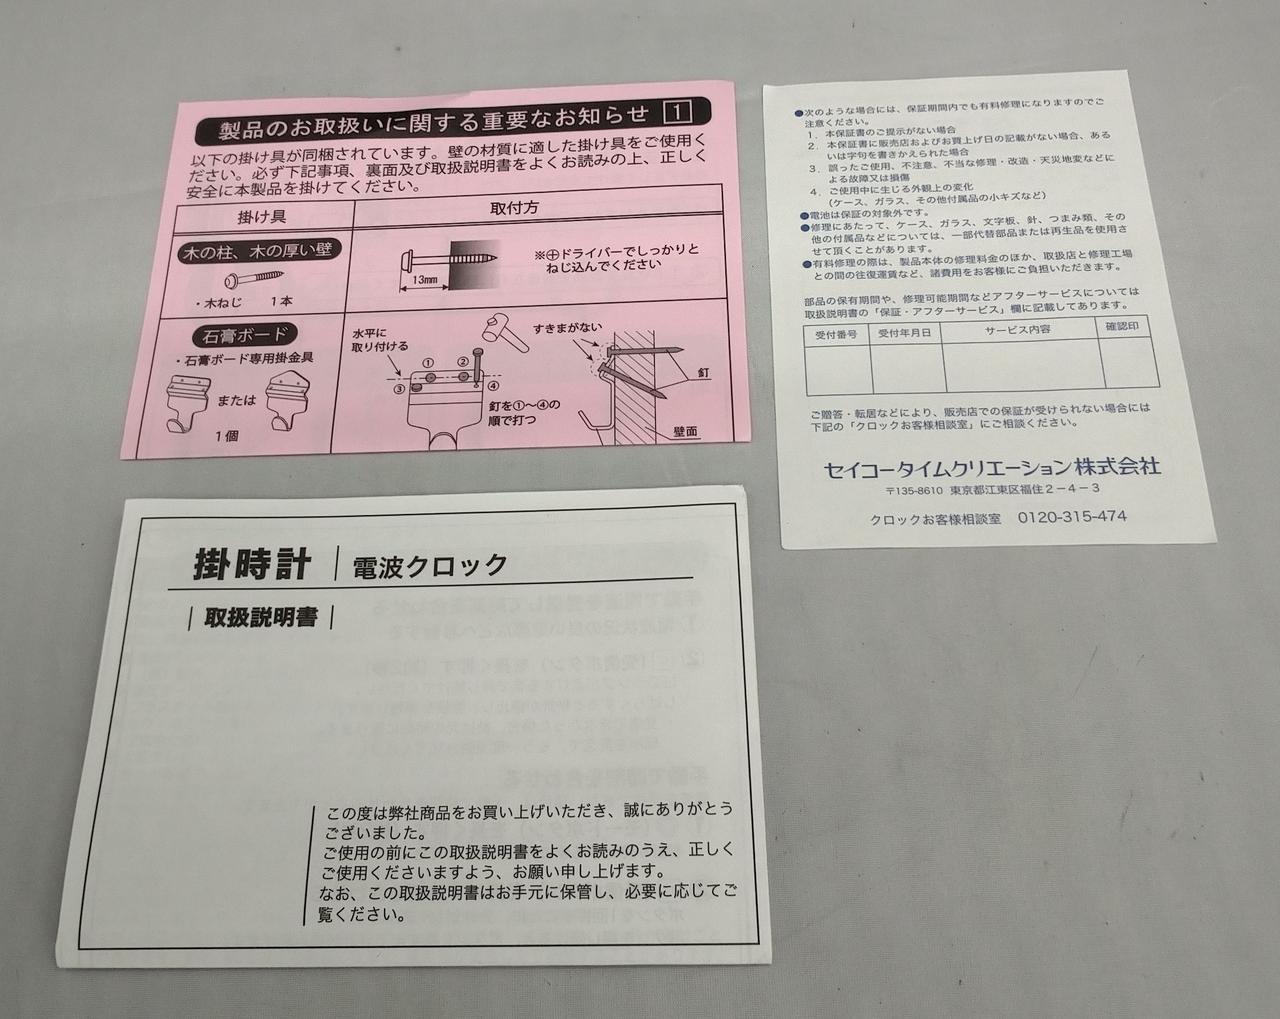 製品のお取扱いに関する重要なお知らせ 1
以下の掛け具が同梱されています。壁の材質に適した掛け具をご使用く
ださい。必ず下記事項、裏面及び取扱説明書をよくお読みの上、正しく
安全に本製品を掛けてください。
掛け具
取付方
木の柱、木の厚い壁
・木ねじ 1本
13mm
※⊕ドライバーでしっかりと
ねじ込んでください
石膏ボード
・石膏ボード専用掛金具
または
1個
水平に
取り付ける
①
②
③
④
釘を①〜④の
順で打つ
すきまがない
釘
壁面
●次のような場合には、保証期間内でも有料修理になりますのでご
注意ください。
1．本保証書のご提示がない場合
2．本保証書に販売店およびお買上げ日の記載がない場合、ある
いは字句を書きかえられた場合
3．誤ったご使用、不注意、不当な修理・改造・天災地変などに
よる故障又は損傷
4．ご使用中に生じる外観上の変化
（ケース、ガラス、その他付属品の小キズなど）
●電池は保証の対象外です。
●修理にあたって、ケース、ガラス、文字板、針、つまみ類、その
他の付属品などについては、一部代替部品または再生品を使用さ
せて頂くことがあります。
●有料修理の際は、製品本体の修理料金のほか、取扱店と修理工場
との間の往復運賃など、諸費用をお客様にご負担いただきます。
部品の保有期間や、修理可能期間などアフターサービスについては
取扱説明書の「保証・アフターサービス」欄に記載してあります。
受付番号 受付年月日 サービス内容 確認印
ご贈答・転居などにより、販売店での保証が受けられない場合には
下記の「クロックお客様相談室」にご相談ください。
セイコータイムクリエーション株式会社
〒135-8610 東京都江東区福住2－4－3
クロックお客様相談室 0120-315-474
掛時計 電波クロック
取扱説明書
この度は弊社商品をお買い上げいただき、誠にありがとう
ございました。
ご使用の前にこの取扱説明書をよくお読みのうえ、正しく
ご使用くださいますよう、お願い申し上げます。
なお、この取扱説明書はお手元に保管し、必要に応じてご
覧ください。